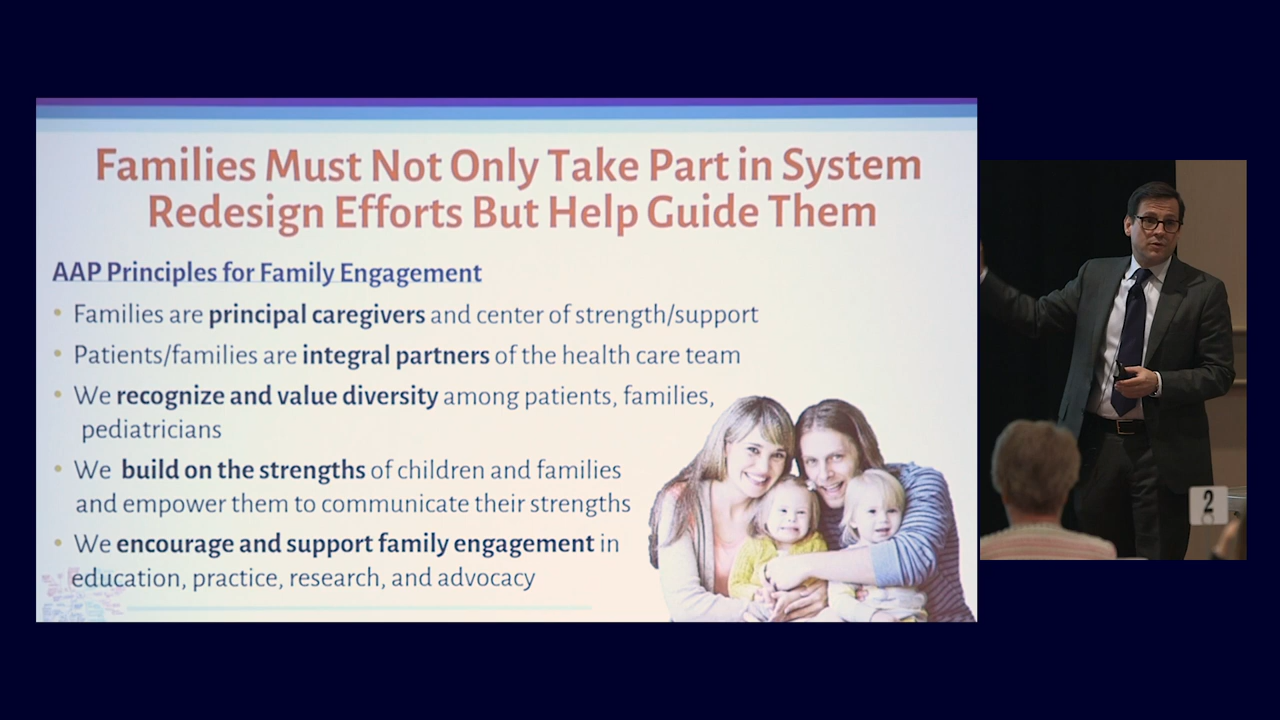 Families Must Not Only Take Part in System
Redesign Efforts But Help Guide Them
AAP Principles for Family Engagement
• Families are principal caregivers and center of strength/support
• Patients/families are integral partners of the health care team
• We recognize and value diversity among patients, families,
pediatricians
• We build on the strengths of children and families
and empower them to communicate their strengths
• We encourage and support family engagement in
education, practice, research, and advocacy
2